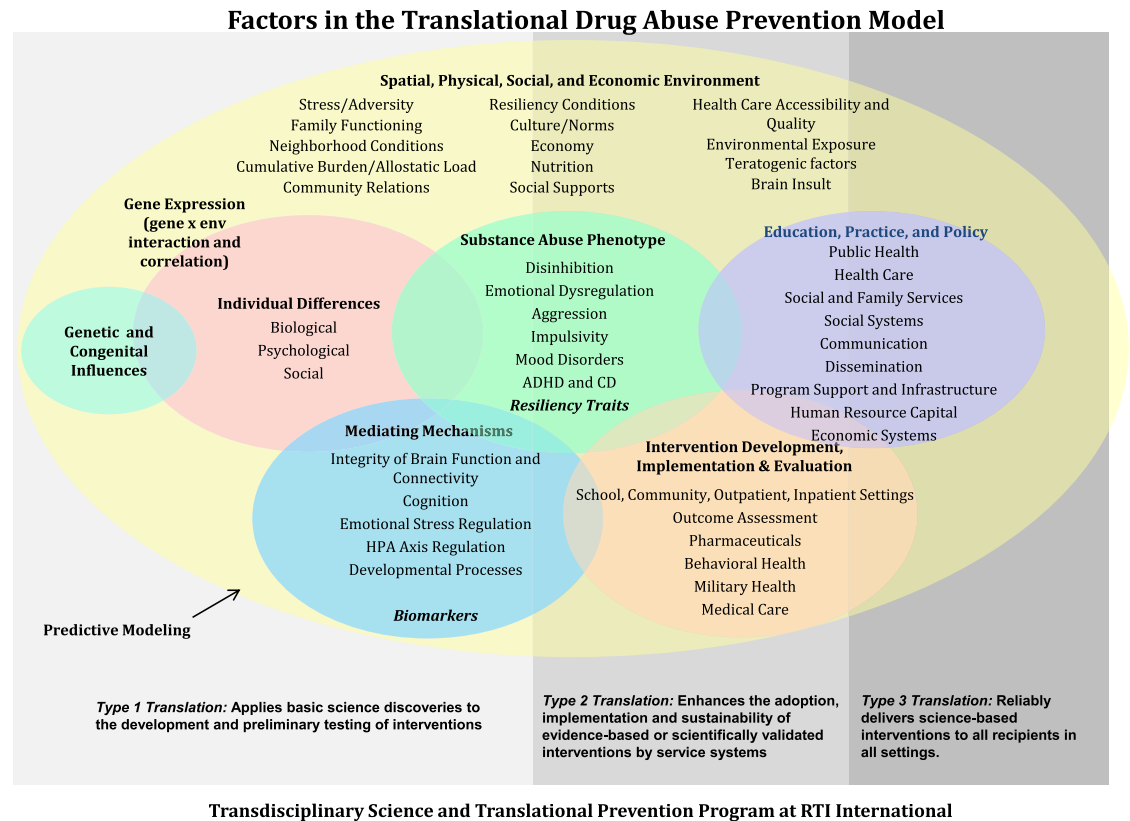 Factors in the Translational Drug Abuse Prevention Model
Spatial, Physical, Social, and Economic Environment
Stress/Adversity
Family Functioning
Neighborhood Conditions
Cumulative Burden/Allostatic Load
Community Relations
Resiliency Conditions
Culture/Norms
Economy
Nutrition
Social Supports
Health Care Accessibility and
Quality
Environmental Exposure
Teratogenic factors
Brain Insult
Gene Expression
(gene x env
interaction and
correlation)
Genetic and
Congenital
Influences
Individual Differences
Biological
Psychological
Social
Substance Abuse Phenotype
Disinhibition
Emotional Dysregulation
Aggression
Impulsivity
Mood Disorders
ADHD and CD
Resiliency Traits
Education, Practice, and Policy
Public Health
Health Care
Social and Family Services
Social Systems
Communication
Dissemination
Program Support and Infrastructure
Human Resource Capital
Economic Systems
Mediating Mechanisms
Integrity of Brain Function and
Connectivity
Cognition
Emotional Stress Regulation
HPA Axis Regulation
Developmental Processes
Biomarkers
Intervention Development,
Implementation & Evaluation
School, Community, Outpatient, Inpatient Settings
Outcome Assessment
Pharmaceuticals
Behavioral Health
Military Health
Medical Care
Predictive Modeling
Type 1 Translation: Applies basic science discoveries to
the development and preliminary testing of interventions
Type 2 Translation: Enhances the adoption,
implementation and sustainability of
evidence-based or scientifically validated
interventions by service systems
Type 3 Translation: Reliably
delivers science-based
interventions to all recipients in
all settings.
Transdisciplinary Science and Translational Prevention Program at RTI International